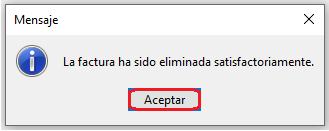 Mensaje
La factura ha sido eliminada satisfactoriamente.
Aceptar